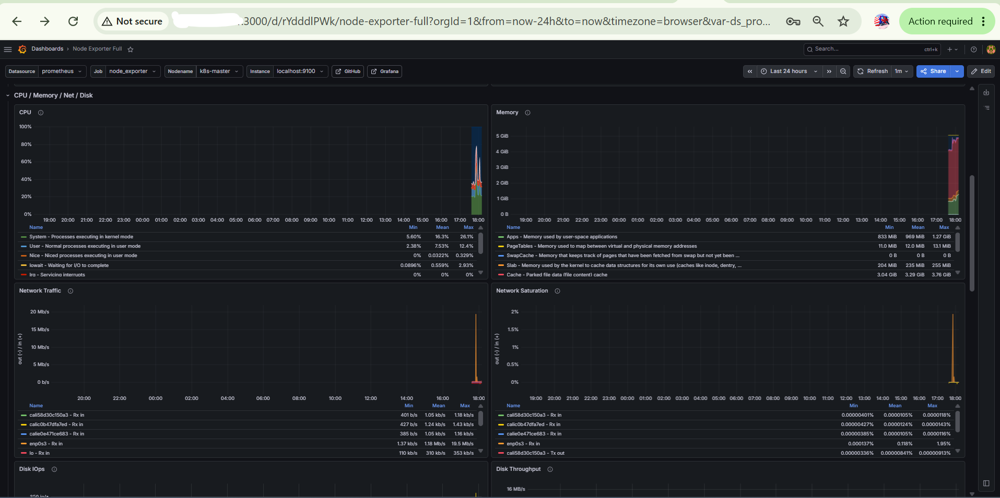 Not secure
:3000/d/rYdddlPWk/node-exporter-full?orgId=1&from=now-24h&to=now&timezone=browser&var-ds_pro...
Action required
Dashboards › Node Exporter Full
Search... ctrl+k
Datasource prometheus Job node_exporter Nodename k8s-master Instance localhost:9100 GitHub Grafana
Last 24 hours Refresh 1m Share Edit
CPU / Memory / Net / Disk
CPU
100%
80%
60%
40%
20%
0%
19:00 20:00 21:00 22:00 23:00 00:00 01:00 02:00 03:00 04:00 05:00 06:00 07:00 08:00 09:00 10:00 11:00 12:00 13:00 14:00 15:00 16:00 17:00 18:00
Name Min Mean Max
System - Processes executing in kernel mode 5.60% 16.3% 26.1%
User - Normal processes executing in user mode 2.38% 7.53% 12.4%
Nice - Niced processes executing in user mode 0% 0.0322% 0.329%
Iowait - Waiting for I/O to complete 0.0896% 0.559% 2.93%
Irq - Servicing interrupts 0% 0% 0%
Memory
5 GiB
4 GiB
3 GiB
2 GiB
1 GiB
0 B
19:00 20:00 21:00 22:00 23:00 00:00 01:00 02:00 03:00 04:00 05:00 06:00 07:00 08:00 09:00 10:00 11:00 12:00 13:00 14:00 15:00 16:00 17:00 18:00
Name Min Mean Max
Apps - Memory used by user-space applications 833 MiB 969 MiB 1.27 GiB
PageTables - Memory used to map between virtual and physical memory addresses 11.0 MiB 12.0 MiB 13.1 MiB
SwapCache - Memory that keeps track of pages that have been fetched from swap but not yet been ... 0 B 0 B 0 B
Slab - Memory used by the kernel to cache data structures for its own use (caches like inode, dentry, ... 204 MiB 235 MiB 255 MiB
Cache - Parked file data (file content) cache 3.04 GiB 3.29 GiB 3.76 GiB
Network Traffic
out (-) / in (+)
20 Mb/s
15 Mb/s
10 Mb/s
5 Mb/s
0 b/s
20:00 22:00 00:00 02:00 04:00 06:00 08:00 10:00 12:00 14:00 16:00 18:00
Name Min Mean Max
cali58d30c150a3 - Rx in 401 b/s 1.05 kb/s 1.18 kb/s
calic0b47dfa7ed - Rx in 427 b/s 1.24 kb/s 1.43 kb/s
calie0e471ce683 - Rx in 385 b/s 1.05 kb/s 1.16 kb/s
enp0s3 - Rx in 1.37 kb/s 1.18 Mb/s 19.5 Mb/s
lo - Rx in 110 kb/s 310 kb/s 353 kb/s
Network Saturation
out (-) / in (+)
2%
1.5%
1%
0.5%
0%
19:00 20:00 21:00 22:00 23:00 00:00 01:00 02:00 03:00 04:00 05:00 06:00 07:00 08:00 09:00 10:00 11:00 12:00 13:00 14:00 15:00 16:00 17:00 18:00
Name Min Mean Max
cali58d30c150a3 - Rx in 0.00000401% 0.0000105% 0.0000118%
calic0b47dfa7ed - Rx in 0.00000427% 0.0000124% 0.0000143%
calie0e471ce683 - Rx in 0.00000385% 0.0000105% 0.0000116%
enp0s3 - Rx in 0.000137% 0.118% 1.95%
cali58d30c150a3 - Tx out 0.00000336% 0.00000841% 0.00000913%
Disk IOps
Disk Throughput
16 MB/s